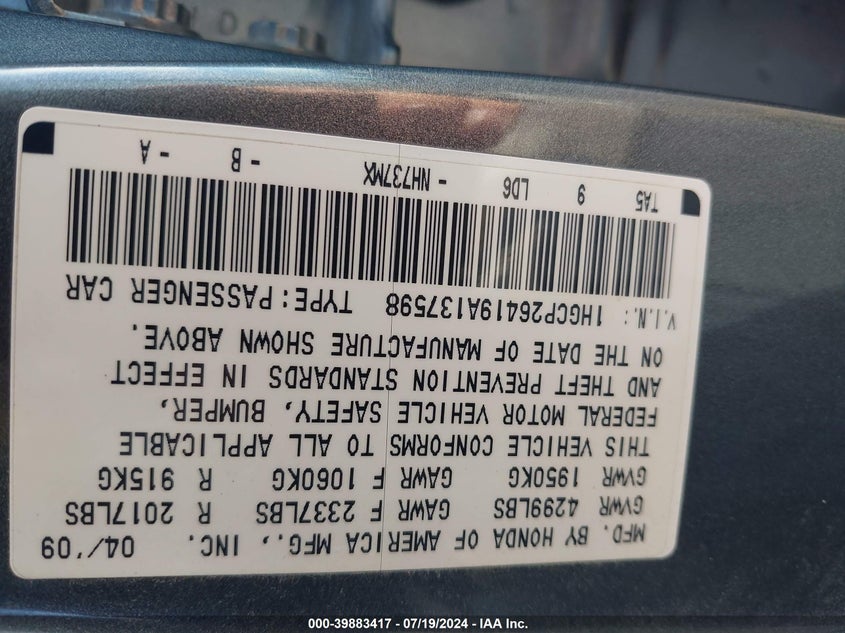 MFD. BY HONDA OF AMERICA MFG., INC. 04/'09
GVWR 4299LBS GAWR F 2337LBS R 2017LBS
GVWR 1950KG GAWR F 1060KG R 915KG
THIS VEHICLE CONFORMS TO ALL APPLICABLE
FEDERAL MOTOR VEHICLE SAFETY, BUMPER,
AND THEFT PREVENTION STANDARDS IN EFFECT
ON THE DATE OF MANUFACTURE SHOWN ABOVE.
V.I.N.: 1HGCP26419A137598 TYPE:PASSENGER CAR
TA5 9 LD6 - NH737MX - B - A
000-39883417 - 07/19/2024 - IAA Inc.